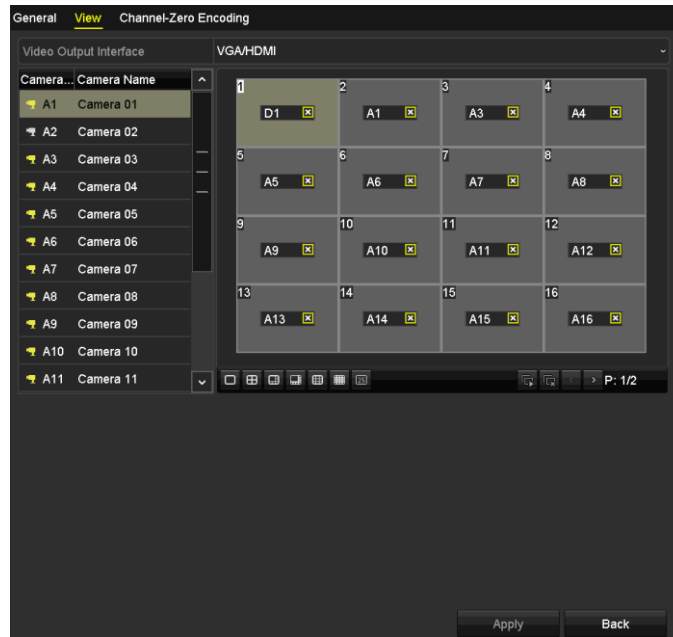 General View Channel-Zero Encoding
Video Output Interface VGA/HDMI
Camera... Camera Name
A1 Camera 01
A2 Camera 02
A3 Camera 03
A4 Camera 04
A5 Camera 05
A6 Camera 06
A7 Camera 07
A8 Camera 08
A9 Camera 09
A10 Camera 10
A11 Camera 11
1 2 3 4
D1 A1 A3 A4
5 6 7 8
A5 A6 A7 A8
9 10 11 12
A9 A10 A11 A12
13 14 15 16
A13 A14 A15 A16
P: 1/2
Apply Back